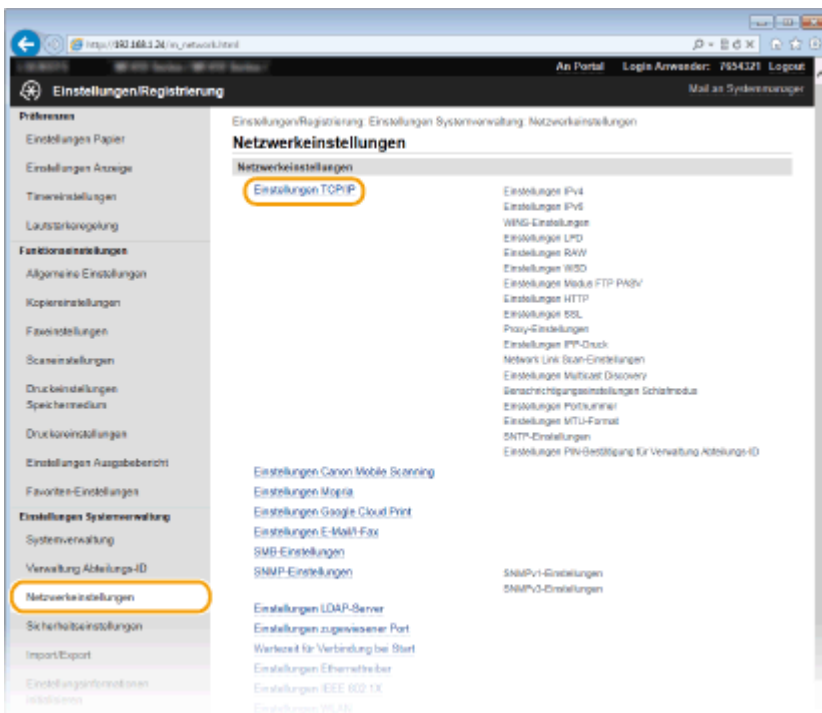 http://192.168.1.24/m_network.html
An Portal Login Anwender: 7654321 Logout
Einstellungen/Registrierung
Mail an Systemmanager
Präferenzen
Einstellungen Papier
Einstellungen Anzeige
Timereinstellungen
Lautstärkeregelung
Funktionseinstellungen
Allgemeine Einstellungen
Kopiereinstellungen
Faxeinstellungen
Scaneinstellungen
Druckeinstellungen
Speichermedium
Druckereinstellungen
Einstellungen Ausgabebericht
Favoriten-Einstellungen
Einstellungen Systemverwaltung
Systemverwaltung
Verwaltung Abteilungs-ID
Netzwerkeinstellungen
Sicherheitseinstellungen
Import/Export
Einstellungsinformationen
initialisieren
Einstellungen/Registrierung: Einstellungen Systemverwaltung: Netzwerkeinstellungen
Netzwerkeinstellungen
Netzwerkeinstellungen
Einstellungen TCP/IP
Einstellungen IPv4
Einstellungen IPv6
WINS-Einstellungen
Einstellungen LPD
Einstellungen RAW
Einstellungen WSD
Einstellungen Modus FTP PASV
Einstellungen HTTP
Einstellungen SSL
Proxy-Einstellungen
Einstellungen IPP-Druck
Network Link Scan-Einstellungen
Einstellungen Multicast Discovery
Benachrichtigungseinstellungen Schlafmodus
Einstellungen Portnummer
Einstellungen MTU-Format
SNTP-Einstellungen
Einstellungen PIN-Bestätigung für Verwaltung Abteilungs-ID
Einstellungen Canon Mobile Scanning
Einstellungen Mopria
Einstellungen Google Cloud Print
Einstellungen E-Mail/I-Fax
SMB-Einstellungen
SNMP-Einstellungen
SNMPv1-Einstellungen
SNMPv3-Einstellungen
Einstellungen LDAP-Server
Einstellungen zugewiesener Port
Wartezeit für Verbindung bei Start
Einstellungen Ethernettreiber
Einstellungen IEEE 802.1X
Einstellungen WLAN